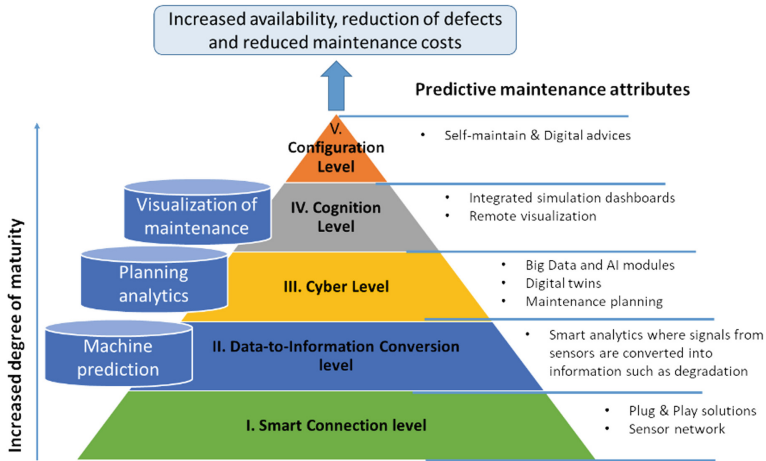 Increased availability, reduction of defects
and reduced maintenance costs
Predictive maintenance attributes
Increased degree of maturity
V.
Configuration
Level
• Self-maintain & Digital advices
Visualization of
maintenance
IV. Cognition
Level
• Integrated simulation dashboards
• Remote visualization
Planning
analytics
III. Cyber Level
• Big Data and AI modules
• Digital twins
• Maintenance planning
Machine
prediction
II. Data-to-Information Conversion
level
• Smart analytics where signals from
sensors are converted into
information such as degradation
I. Smart Connection level
• Plug & Play solutions
• Sensor network